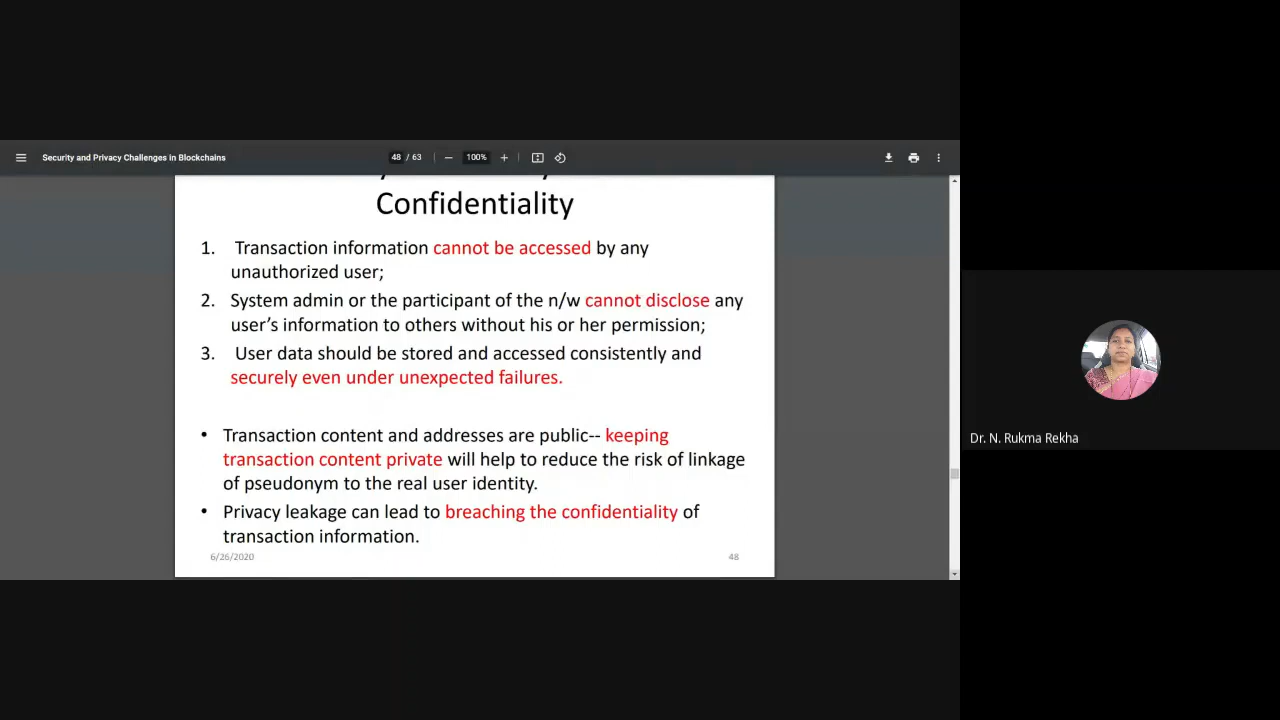 Security and Privacy Challenges in Blockchains
48 / 63
100%
Confidentiality
1. Transaction information cannot be accessed by any
unauthorized user;
2. System admin or the participant of the n/w cannot disclose any
user’s information to others without his or her permission;
3. User data should be stored and accessed consistently and
securely even under unexpected failures.
• Transaction content and addresses are public-- keeping
transaction content private will help to reduce the risk of linkage
of pseudonym to the real user identity.
• Privacy leakage can lead to breaching the confidentiality of
transaction information.
6/26/2020
48
Dr. N. Rukma Rekha